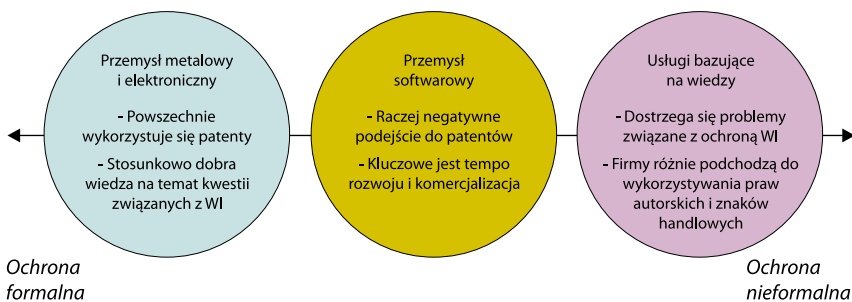 Przemysł metalowy
i elektroniczny
- Powszechnie
wykorzystuje się patenty
- Stosunkowo dobra
wiedza na temat kwestii
związanych z WI
Przemysł
softwarowy
- Raczej negatywne
podejście do patentów
- Kluczowe jest tempo
rozwoju i komercjalizacja
Usługi bazujące
na wiedzy
- Dostrzega się problemy
związane z ochroną WI
- Firmy różnie podchodzą do
wykorzystywania praw
autorskich i znaków
handlowych
Ochrona
formalna
Ochrona
nieformalna